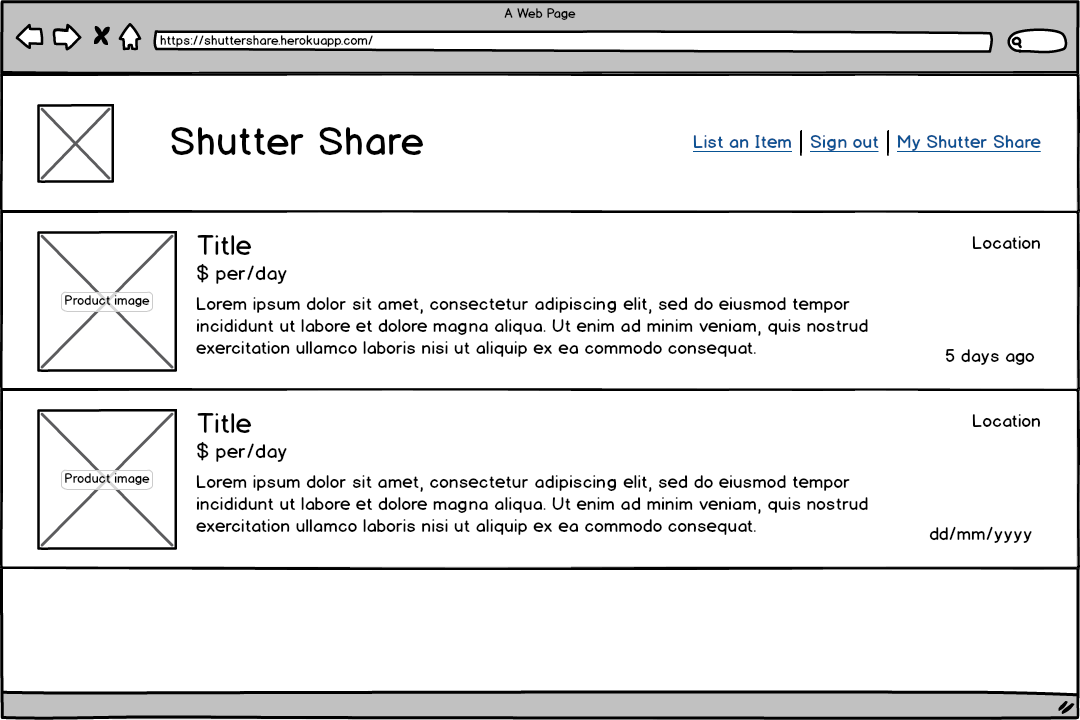 A Web Page
https://shuttershare.herokuapp.com/
Shutter Share
List an Item | Sign out | My Shutter Share
Product image
Title
$ per/day
Lorem ipsum dolor sit amet, consectetur adipiscing elit, sed do eiusmod tempor
incididunt ut labore et dolore magna aliqua. Ut enim ad minim veniam, quis nostrud
exercitation ullamco laboris nisi ut aliquip ex ea commodo consequat.
Location
5 days ago
Product image
Title
$ per/day
Lorem ipsum dolor sit amet, consectetur adipiscing elit, sed do eiusmod tempor
incididunt ut labore et dolore magna aliqua. Ut enim ad minim veniam, quis nostrud
exercitation ullamco laboris nisi ut aliquip ex ea commodo consequat.
Location
dd/mm/yyyy